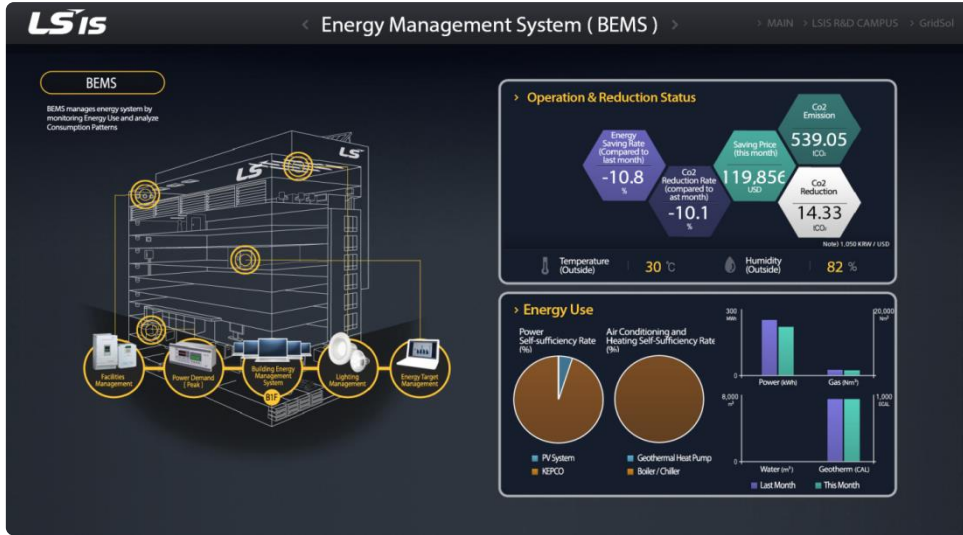 LSiS
< Energy Management System ( BEMS ) >
> MAIN > LSIS R&D CAMPUS > GridSol
BEMS
BEMS manages energy system by
monitoring Energy Use and analyze
Consumption Patterns
LS
LS
Facilities
Management
Power Demand
[ Peak ]
Building Energy
Management
System
B1F
Lighting
Management
Energy Target
Management
> Operation & Reduction Status
Energy
Saving Rate
(Compared to
last month)
-10.8
%
Co2
Reduction Rate
(compared to
ast month)
-10.1
%
Saving Price
(this month)
119,856
USD
Co2
Emission
539.05
tCO₂
Co2
Reduction
14.33
tCO₂
Note) 1,050 KRW / USD
Temperature
(Outside)
30 °C
Humidity
(Outside)
82 %
> Energy Use
Power
Self-sufficiency Rate
(%)
PV System
KEPCO
Air Conditioning and
Heating Self-Sufficiency Rate
(%)
Geothermal Heat Pump
Boiler / Chiller
300
MWh
0
20,000
Nm³
Power (kWh)
Gas (Nm³)
8,000
m³
0
1,000
GCAL
Water (m³)
Geotherm (CAL)
Last Month
This Month